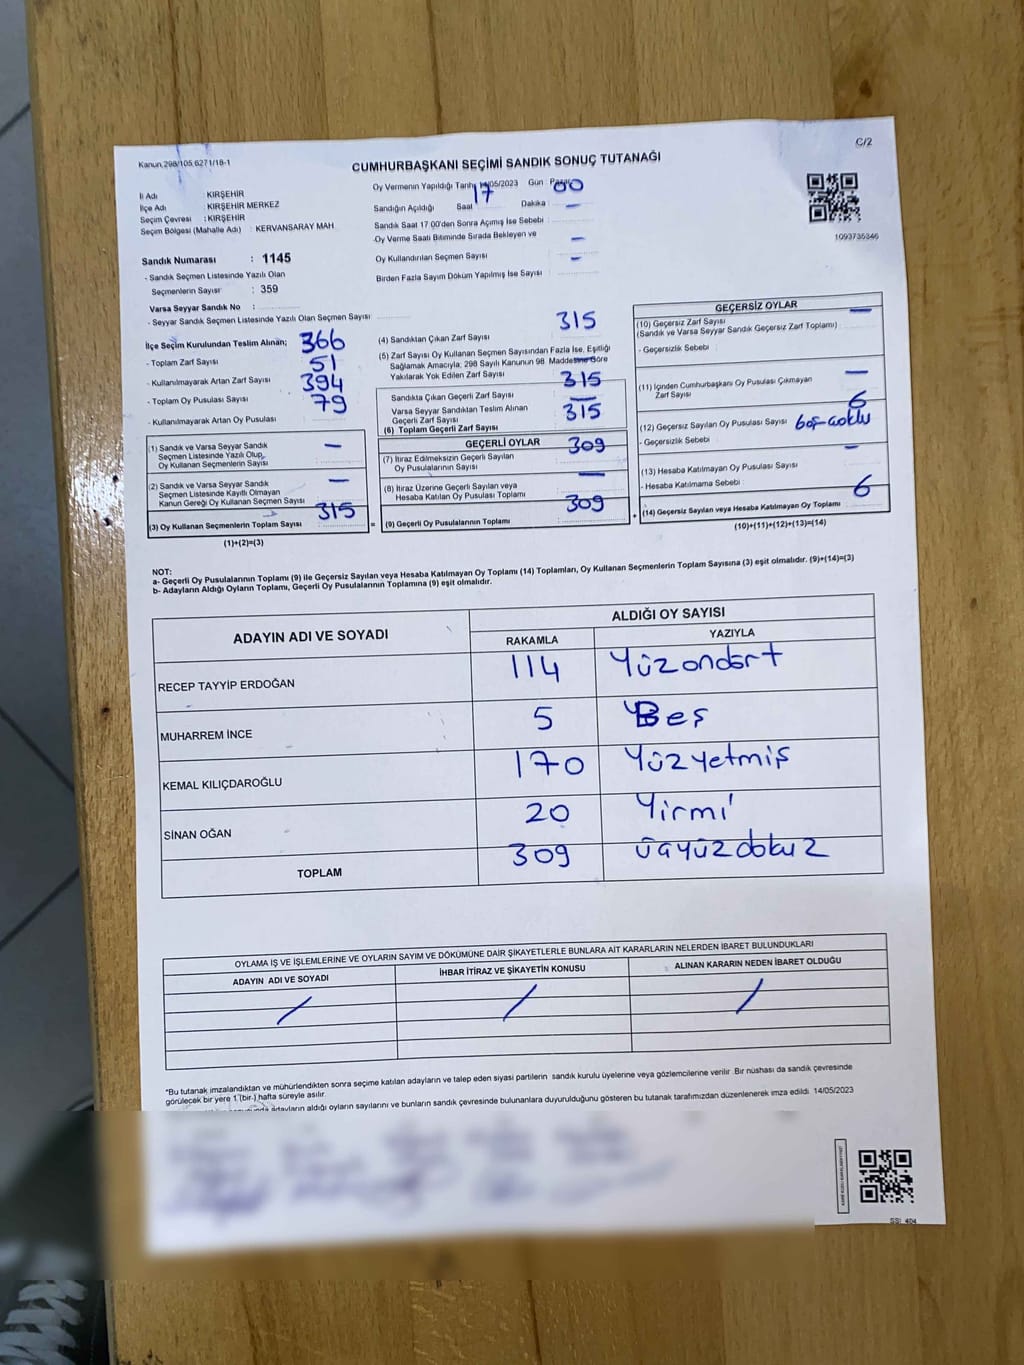 Kanun,298/105,6271/18-1
C/2
CUMHURBAŞKANI SEÇİMİ SANDIK SONUÇ TUTANAĞI
İl Adı : KIRŞEHİR
İlçe Adı : KIRŞEHİR MERKEZ
Seçim Çevresi : KIRŞEHİR
Seçim Bölgesi (Mahalle Adı) : KERVANSARAY MAH.
Sandık Numarası : 1145
- Sandık Seçmen Listesinde Yazılı Olan
Seçmenlerin Sayısı : 359
Varsa Seyyar Sandık No :
- Seyyar Sandık Seçmen Listesinde Yazılı Olan Seçmen Sayısı
Oy Vermenin Yapıldığı Tarih 14/05/2023 Gün : Pazar
Sandığın Açıldığı Saat 17 Dakika : 00
Sandık Saat 17:00'den Sonra Açmış İse Sebebi : —
Oy Verme Saati Bitiminde Sırada Bekleyen ve
Oy Kullandırılan Seçmen Sayısı —
Birden Fazla Sayım Döküm Yapılmış İse Sayısı —
1093735346
İlçe Seçim Kurulundan Teslim Alınan;
- Toplam Zarf Sayısı 366
- Kullanılmayarak Artan Zarf Sayısı 51
- Toplam Oy Pusulası Sayısı 394
- Kullanılmayarak Artan Oy Pusulası 79
(1) Sandık ve Varsa Seyyar Sandık
Seçmen Listesinde Yazılı Olup,
Oy Kullanan Seçmenlerin Sayısı —
(2) Sandık ve Varsa Seyyar Sandık
Seçmen Listesinde Kayıtlı Olmayan
Kanun Gereği Oy Kullanan Seçmen Sayısı —
(3) Oy Kullanan Seçmenlerin Toplam Sayısı 315
(1)+(2)=(3)
=
(4) Sandıktan Çıkan Zarf Sayısı 315
(5) Zarf Sayısı Oy Kullanan Seçmen Sayısından Fazla İse, Eşitliği
Sağlamak Amacıyla; 298 Sayılı Kanunun 98. Maddesine Göre
Yakılarak Yok Edilen Zarf Sayısı —
Sandıkta Çıkan Geçerli Zarf Sayısı 315
Varsa Seyyar Sandıktan Teslim Alınan
Geçerli Zarf Sayısı —
(6) Toplam Geçerli Zarf Sayısı 315
GEÇERLİ OYLAR
(7) İtiraz Edilmeksizin Geçerli Sayılan
Oy Pusulalarının Sayısı 309
(8) İtiraz Üzerine Geçerli Sayılan veya
Hesaba Katılan Oy Pusulası Toplamı —
(9) Geçerli Oy Pusulalarının Toplamı 309
+
GEÇERSİZ OYLAR
(10) Geçersiz Zarf Sayısı —
(Sandık ve Varsa Seyyar Sandık Geçersiz Zarf Toplamı)
- Geçersizlik Sebebi :
(11) İçinden Cumhurbaşkanı Oy Pusulası Çıkmayan
Zarf Sayısı —
(12) Geçersiz Sayılan Oy Pusulası Sayısı 6
- Geçersizlik Sebebi : boş-çoklu
(13) Hesaba Katılmayan Oy Pusulası Sayısı —
- Hesaba Katılmama Sebebi :
(14) Geçersiz Sayılan veya Hesaba Katılmayan Oy Toplamı 6
(10)+(11)+(12)+(13)=(14)
NOT:
a- Geçerli Oy Pusulalarının Toplamı (9) ile Geçersiz Sayılan veya Hesaba Katılmayan Oy Toplamı (14) Toplamları, Oy Kullanan Seçmenlerin Toplam Sayısına (3) eşit olmalıdır. (9)+(14)=(3)
b- Adayların Aldığı Oyların Toplamı, Geçerli Oy Pusulalarının Toplamına (9) eşit olmalıdır.
ADAYIN ADI VE SOYADI
ALDIĞI OY SAYISI
RAKAMLA YAZIYLA
RECEP TAYYİP ERDOĞAN 114 Yüzondört
MUHARREM İNCE 5 Beş
KEMAL KILIÇDAROĞLU 170 Yüzyetmiş
SİNAN OĞAN 20 Yirmi
TOPLAM 309 üçyüzdokuz
OYLAMA İŞ VE İŞLEMLERİNE VE OYLARIN SAYIM VE DÖKÜMÜNE DAİR ŞİKAYETLERLE BUNLARA AİT KARARLARIN NELERDEN İBARET BULUNDUKLARI
ADAYIN ADI VE SOYADI İHBAR İTİRAZ VE ŞİKAYETİN KONUSU ALINAN KARARIN NEDEN İBARET OLDUĞU
/ / /
*Bu tutanak imzalandıktan ve mühürlendikten sonra seçime katılan adayların ve talep eden siyasi partilerin sandık kurulu üyelerine veya gözlemcilerine verilir. Bir nüshası da sandık çevresinde
görülecek bir yere 1 (bir-) hafta süreyle asılır.
adayların aldığı oyların sayılarını ve bunların sandık çevresinde bulunanlara duyurulduğunu gösteren bu tutanak tarafımızdan düzenlenerek imza edildi. 14/05/2023
SSİ: 404